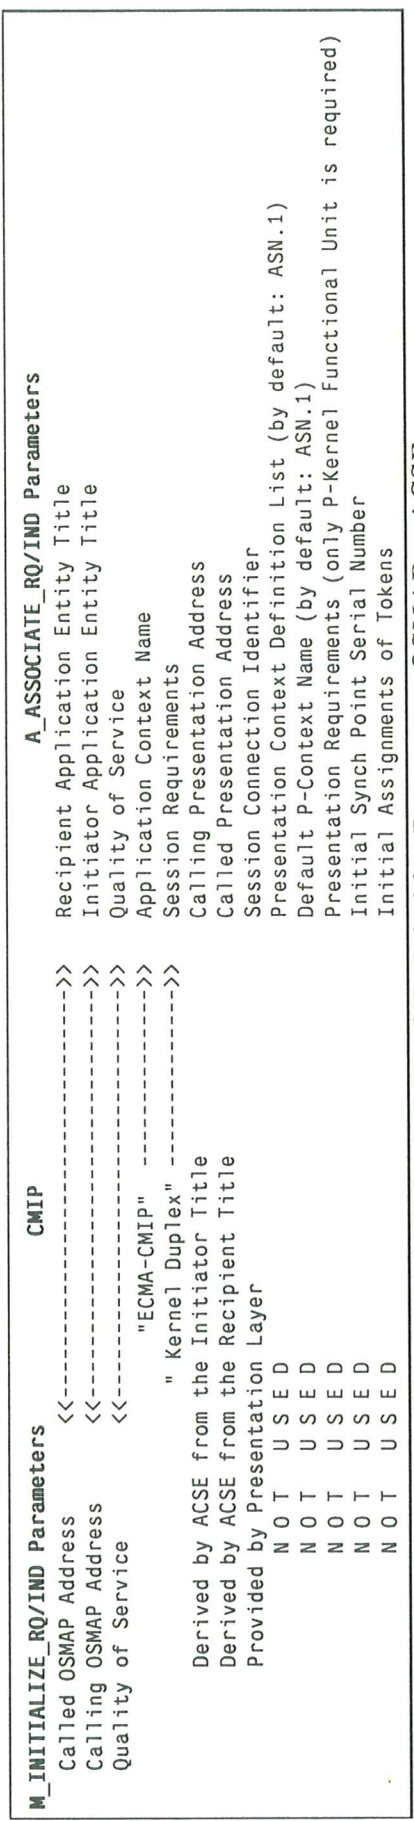 M_INITIALIZE_RQ/IND Parameters CMIP A_ASSOCIATE_RQ/IND Parameters
Called OSMAP Address <<--------------------------------->> Recipient Application Entity Title
Calling OSMAP Address <<--------------------------------->> Initiator Application Entity Title
Quality of Service <<--------------------------------->> Quality of Service
"ECMA-CMIP" --------------->> Application Context Name
" Kernel Duplex" --------------->> Session Requirements
Derived by ACSE from the Initiator Title Calling Presentation Address
Derived by ACSE from the Recipient Title Called Presentation Address
Provided by Presentation Layer Session Connection Identifier
N O T U S E D Presentation Context Definition List (by default: ASN.1)
N O T U S E D Default P-Context Name (by default: ASN.1)
N O T U S E D Presentation Requirements (only P-Kernel Functional Unit is required)
N O T U S E D Initial Synch Point Serial Number
N O T U S E D Initial Assignments of Tokens